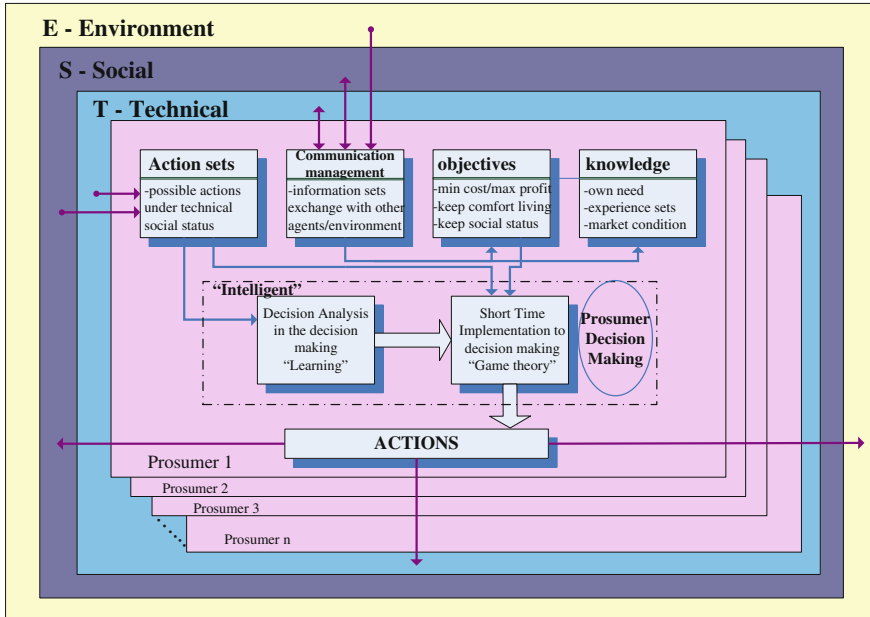 E - Environment
S - Social
T - Technical
Action sets
-possible actions
under technical
social status
Communication
management
-information sets
exchange with other
agents/environment
objectives
-min cost/max profit
-keep comfort living
-keep social status
knowledge
-own need
-experience sets
-market condition
“Intelligent”
Decision Analysis
in the decision
making
“Learning”
Short Time
Implementation to
decision making
“Game theory”
Prosumer
Decision
Making
ACTIONS
Prosumer 1
Prosumer 2
Prosumer 3
Prosumer n